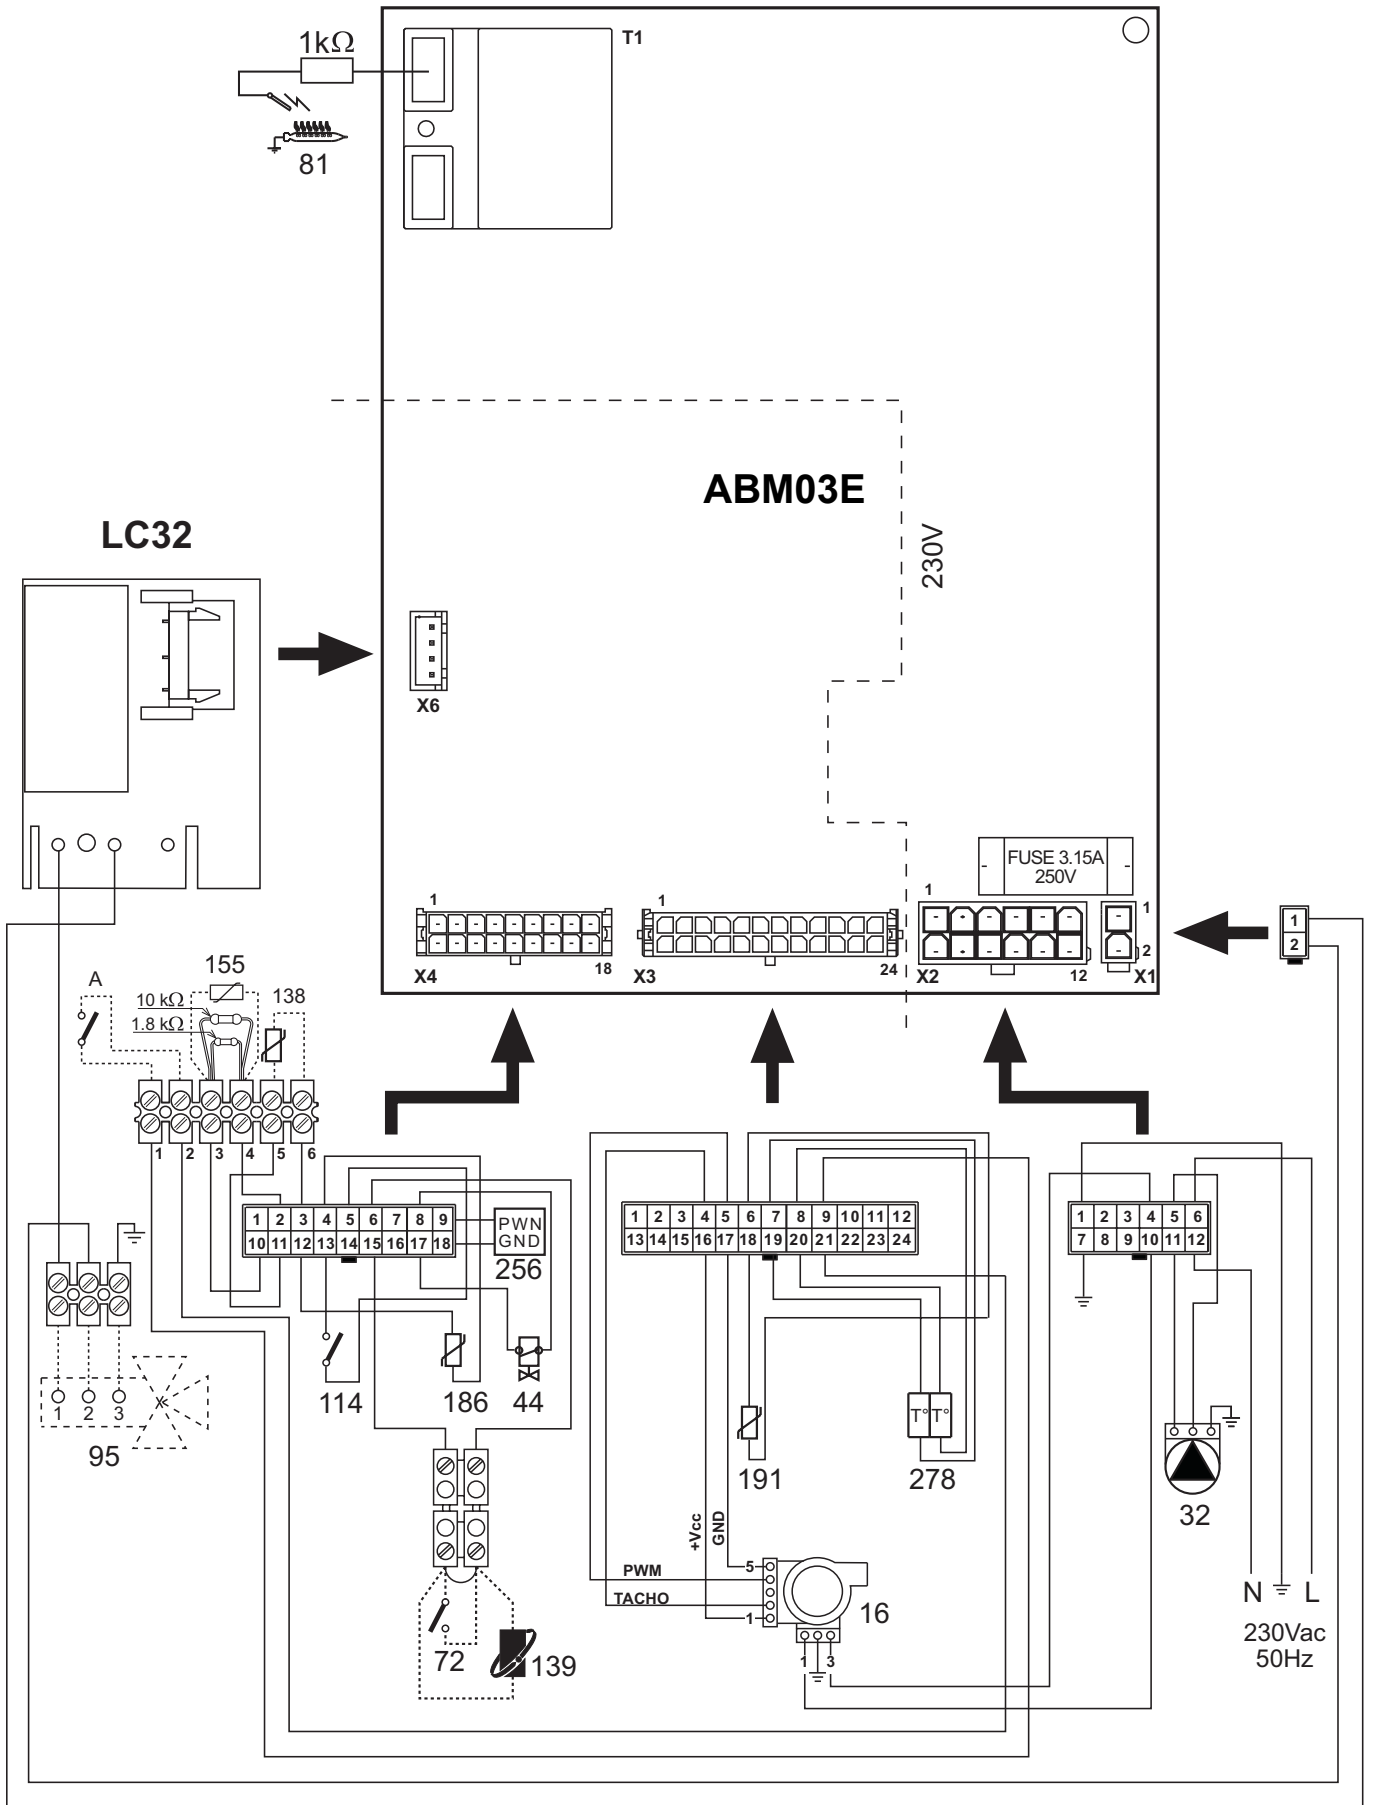 1kΩ
T1
81
ABM03E
LC32
230V
X6
FUSE 3.15A
250V
1
1
1
1
1
2
2
X4
18
X3
24
X2
12
X1
155
A
10 kΩ
138
1.8 kΩ
1 2 3 4 5 6
1 2 3 4 5 6 7 8 9
10 11 12 13 14 15 16 17 18
PWN
GND
256
1 2 3 4 5 6 7 8 9 10 11 12
13 14 15 16 17 18 19 20 21 22 23 24
1 2 3 4 5 6
7 8 9 10 11 12
114
186
44
1 2 3
95
T° T°
191
278
32
+Vcc
GND
PWM
TACHO
5
1
16
1 3
72
139
N L
230Vac
50Hz